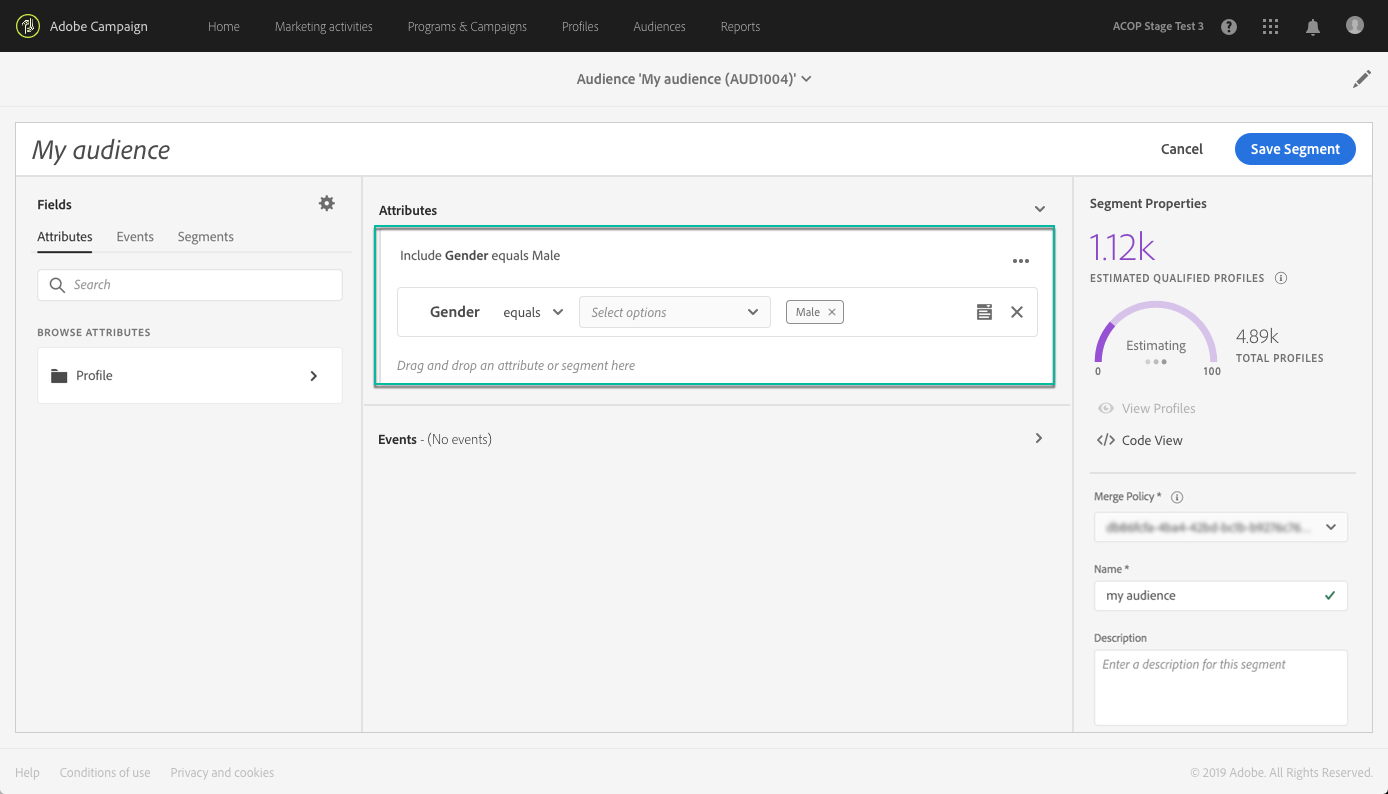 Adobe Campaign
Home
Marketing activities
Programs & Campaigns
Profiles
Audiences
Reports
ACOP Stage Test 3
Audience 'My audience (AUD1004)'
My audience
Cancel
Save Segment
Fields
Attributes
Events
Segments
Search
BROWSE ATTRIBUTES
Profile
Attributes
Include Gender equals Male
Gender
equals
Select options
Male
Drag and drop an attribute or segment here
Events - (No events)
Segment Properties
1.12k
ESTIMATED QUALIFIED PROFILES
Estimating
0
100
4.89k
TOTAL PROFILES
View Profiles
</> Code View
Merge Policy *
Name *
my audience
Description
Enter a description for this segment
Help
Conditions of use
Privacy and cookies
© 2019 Adobe. All Rights Reserved.